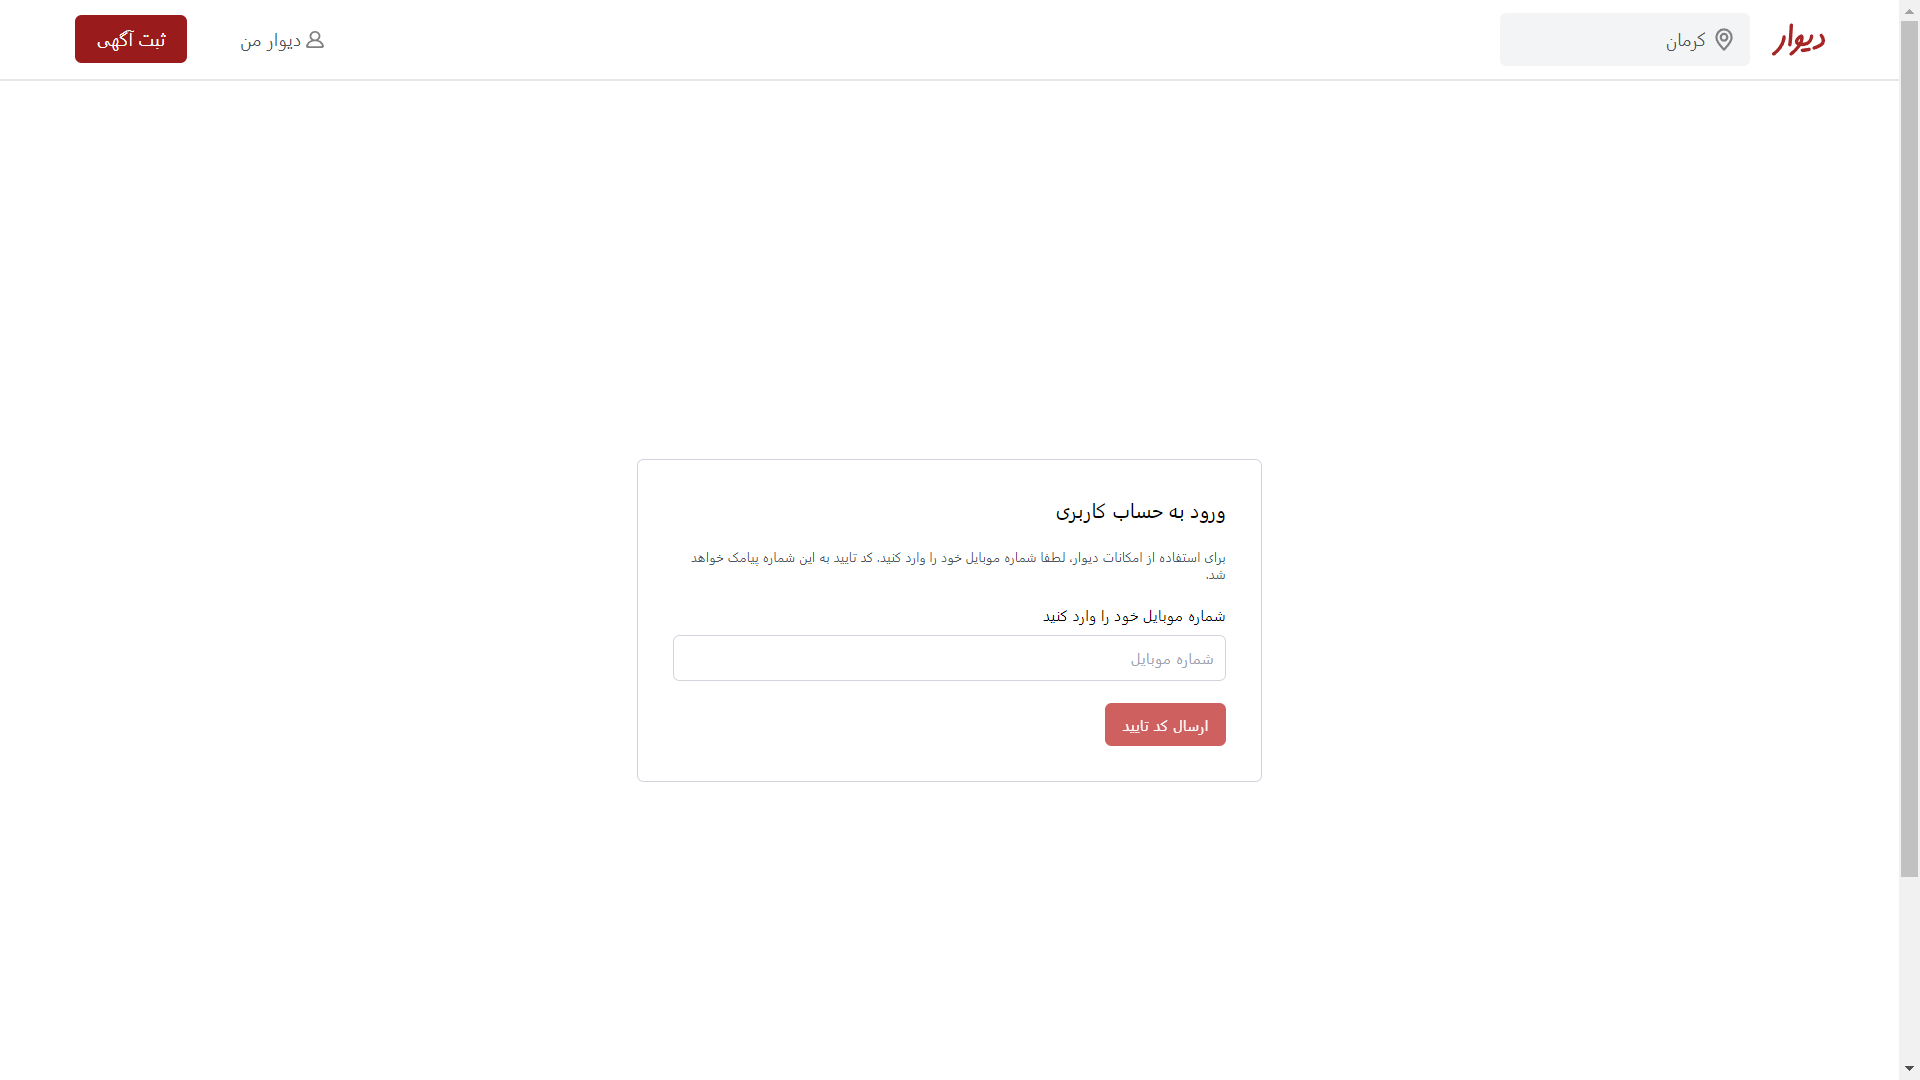 دیوار
کرمان
دیوار من
ثبت آگهی
ورود به حساب کاربری
برای استفاده از امکانات دیوار، لطفا شماره موبایل خود را وارد کنید. کد تایید به این شماره پیامک خواهد
شد.
شماره موبایل خود را وارد کنید
شماره موبایل
ارسال کد تایید